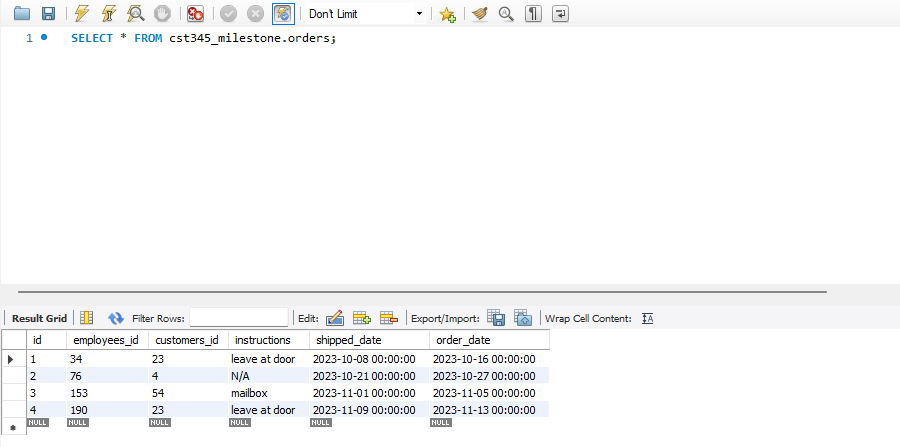 Don't Limit
1 SELECT * FROM cst345_milestone.orders;
Result Grid Filter Rows: Edit: Export/Import: Wrap Cell Content:
id employees_id customers_id instructions shipped_date order_date
1 34 23 leave at door 2023-10-08 00:00:00 2023-10-16 00:00:00
2 76 4 N/A 2023-10-21 00:00:00 2023-10-27 00:00:00
3 153 54 mailbox 2023-11-01 00:00:00 2023-11-05 00:00:00
4 190 23 leave at door 2023-11-09 00:00:00 2023-11-13 00:00:00
NULL NULL NULL NULL NULL NULL